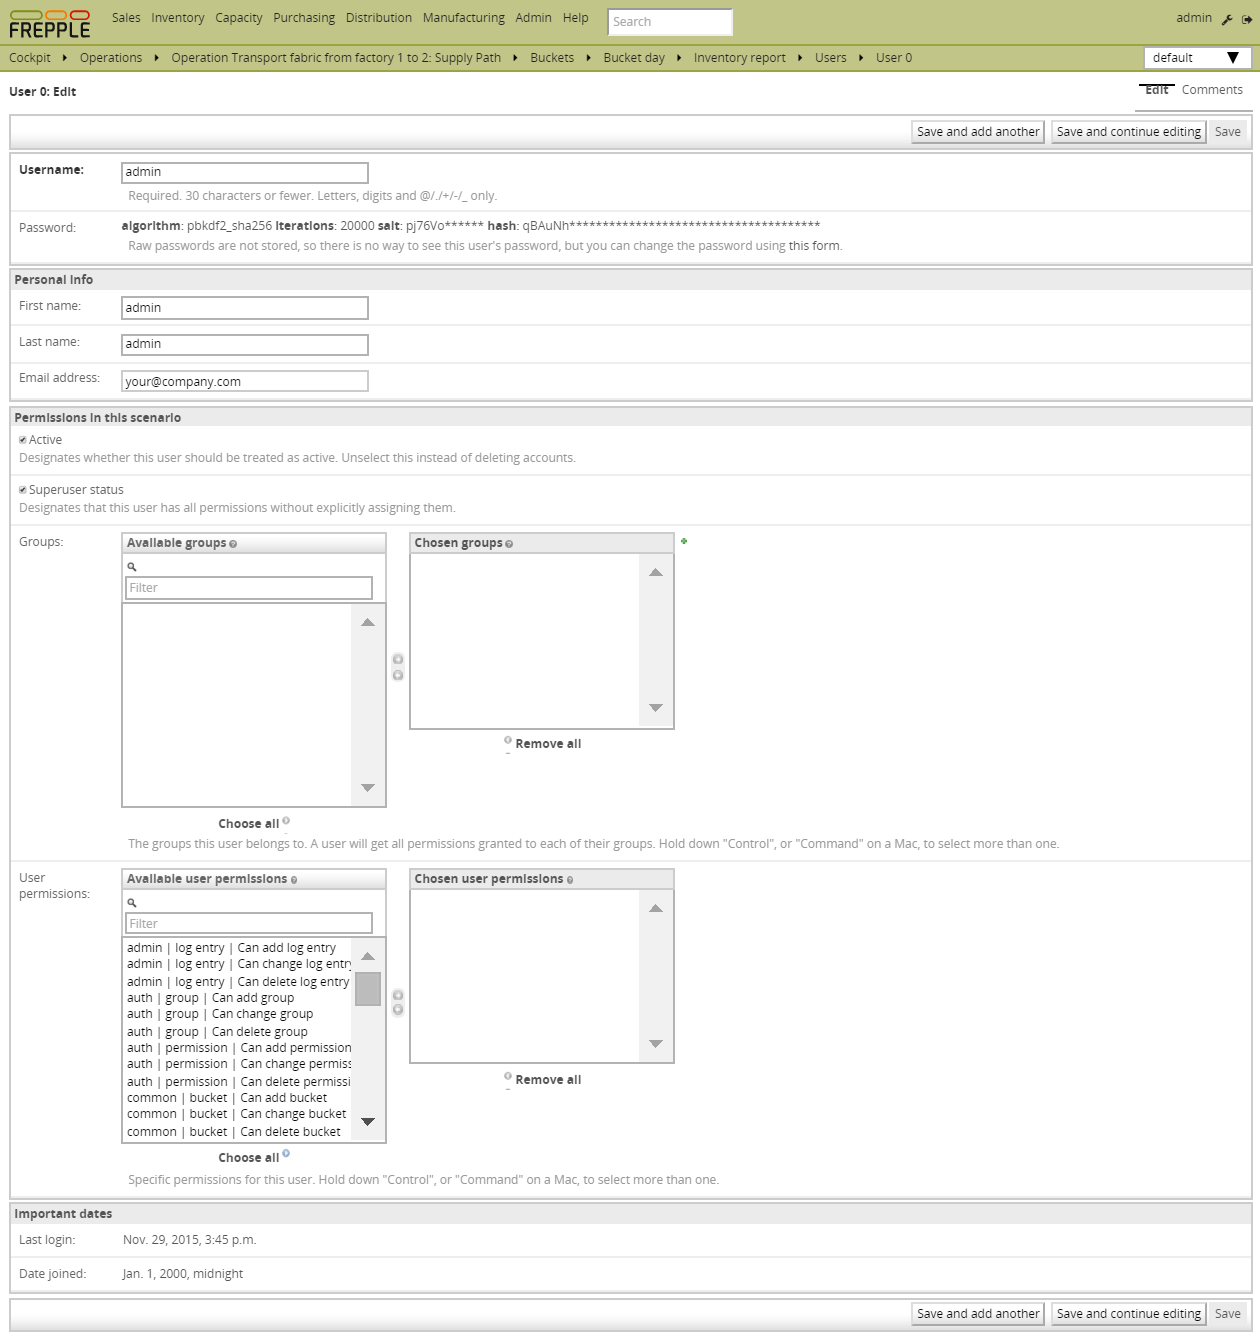 FREPPLE Sales Inventory Capacity Purchasing Distribution Manufacturing Admin Help Search admin
Cockpit Operations Operation Transport fabric from factory 1 to 2: Supply Path Buckets Bucket day Inventory report Users User 0 default
User 0: Edit Edit Comments
Save and add another Save and continue editing Save
Username: admin
Required. 30 characters or fewer. Letters, digits and @/./+/-/_ only.
Password: algorithm: pbkdf2_sha256 iterations: 20000 salt: pj76Vo****** hash: qBAuNh**************************************
Raw passwords are not stored, so there is no way to see this user's password, but you can change the password using this form.
Personal info
First name: admin
Last name: admin
Email address: your@company.com
Permissions in this scenario
Active
Designates whether this user should be treated as active. Unselect this instead of deleting accounts.
Superuser status
Designates that this user has all permissions without explicitly assigning them.
Groups: Available groups Chosen groups
Filter
Remove all
Choose all
The groups this user belongs to. A user will get all permissions granted to each of their groups. Hold down "Control", or "Command" on a Mac, to select more than one.
User permissions: Available user permissions Chosen user permissions
Filter
admin | log entry | Can add log entry
admin | log entry | Can change log entry
admin | log entry | Can delete log entry
auth | group | Can add group
auth | group | Can change group
auth | group | Can delete group
auth | permission | Can add permission
auth | permission | Can change permiss
auth | permission | Can delete permissi
common | bucket | Can add bucket
common | bucket | Can change bucket
common | bucket | Can delete bucket
Remove all
Choose all
Specific permissions for this user. Hold down "Control", or "Command" on a Mac, to select more than one.
Important dates
Last login: Nov. 29, 2015, 3:45 p.m.
Date joined: Jan. 1, 2000, midnight
Save and add another Save and continue editing Save